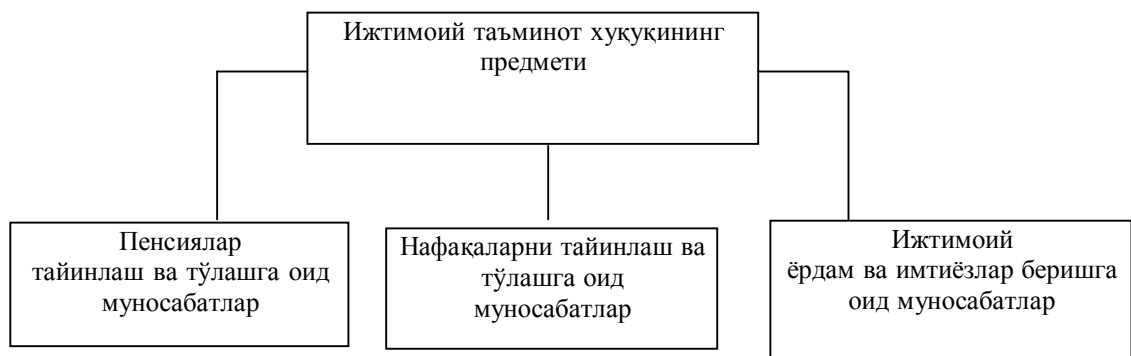 Ижтимоий таъминот хуқуқининг
предмети
Пенсиялар
тайинлаш ва тўлашга оид
муносабатлар
Нафақаларни тайинлаш ва
тўлашга оид
муносабатлар
Ижтимоий
ёрдам ва имтиёзлар беришга
оид муносабатлар